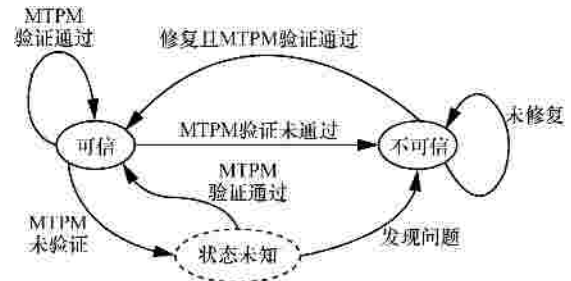 MTPM
验证通过
修复且MTPM验证通过
可信
MTPM验证未通过
不可信
未修复
MTPM
验证通过
MTPM
未验证
状态未知
发现问题